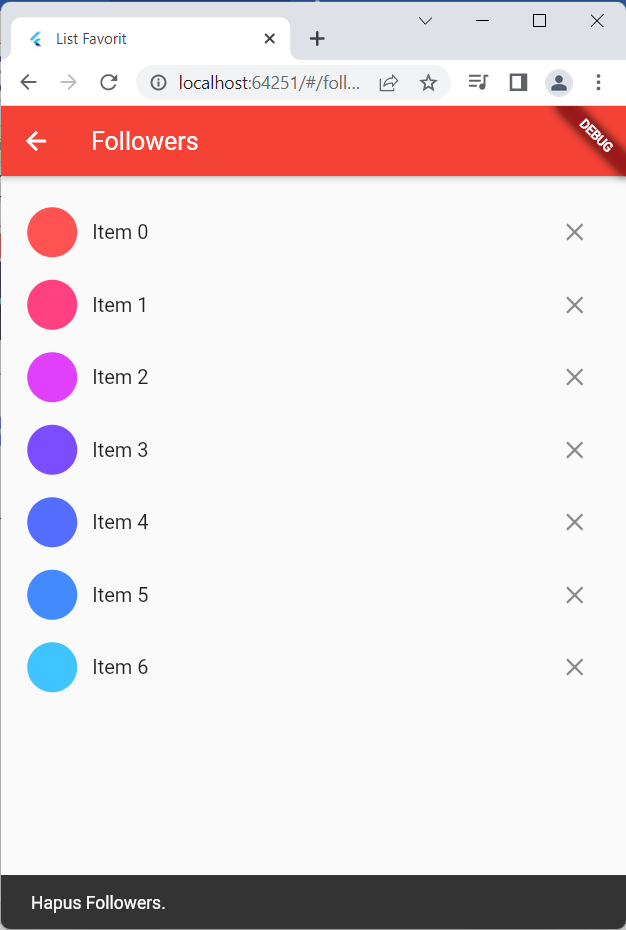 List Favorit
localhost:64251/#/foll...
Followers
DEBUG
Item 0
Item 1
Item 2
Item 3
Item 4
Item 5
Item 6
Hapus Followers.